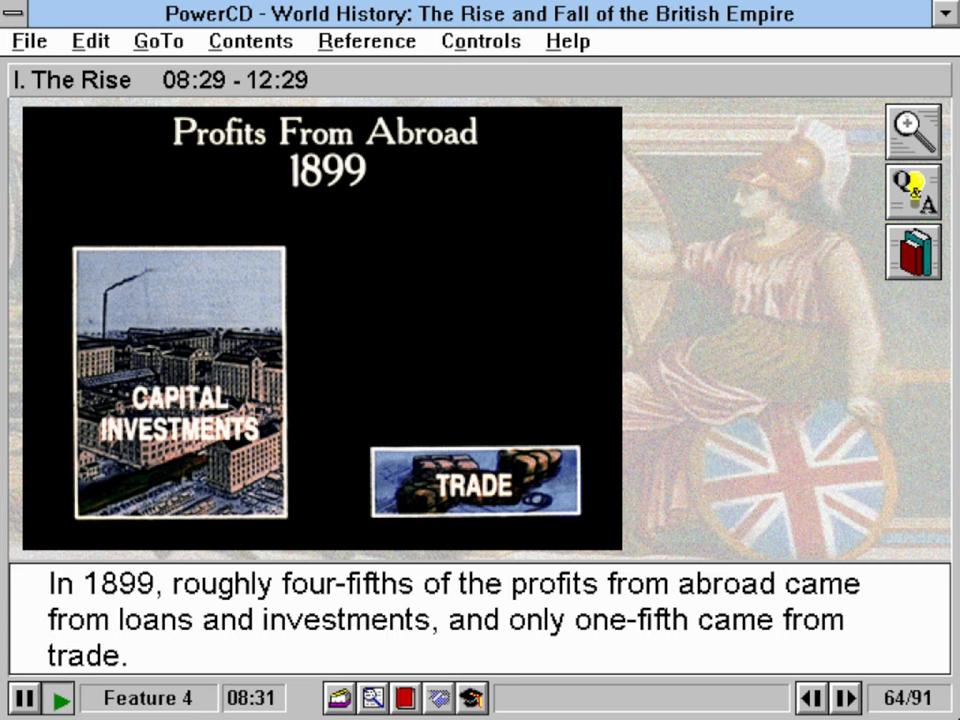 PowerCD - World History: The Rise and Fall of the British Empire
File Edit GoTo Contents Reference Controls Help
I. The Rise 08:29 - 12:29
Profits From Abroad
1899
CAPITAL
INVESTMENTS
TRADE
Q
&
A
In 1899, roughly four-fifths of the profits from abroad came
from loans and investments, and only one-fifth came from
trade.
Feature 4 08:31 64/91